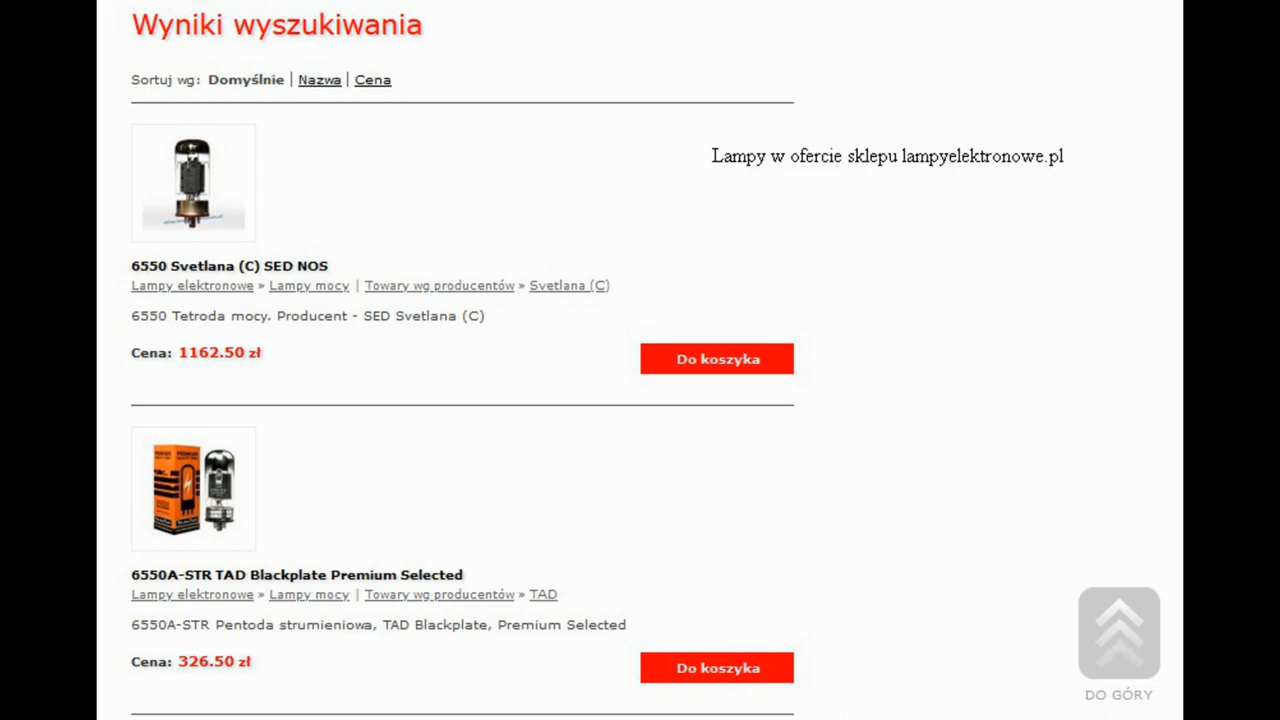 Wyniki wyszukiwania
Sortuj wg: Domyślnie | Nazwa | Cena
Lampy w ofercie sklepu lampyelektronowe.pl
6550 Svetlana (C) SED NOS
Lampy elektronowe » Lampy mocy | Towary wg producentów » Svetlana (C)
6550 Tetroda mocy. Producent - SED Svetlana (C)
Cena: 1162.50 zł
Do koszyka
6550A-STR TAD Blackplate Premium Selected
Lampy elektronowe » Lampy mocy | Towary wg producentów » TAD
6550A-STR Pentoda strumieniowa, TAD Blackplate, Premium Selected
Cena: 326.50 zł
Do koszyka
DO GÓRY